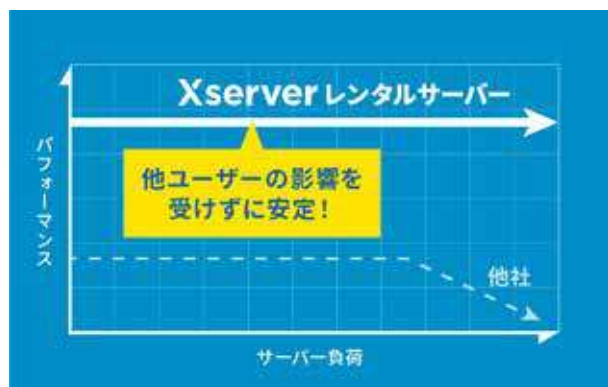 Xserver レンタルサーバー
他ユーザーの影響を
受けずに安定！
パフォーマンス
他社
サーバー負荷